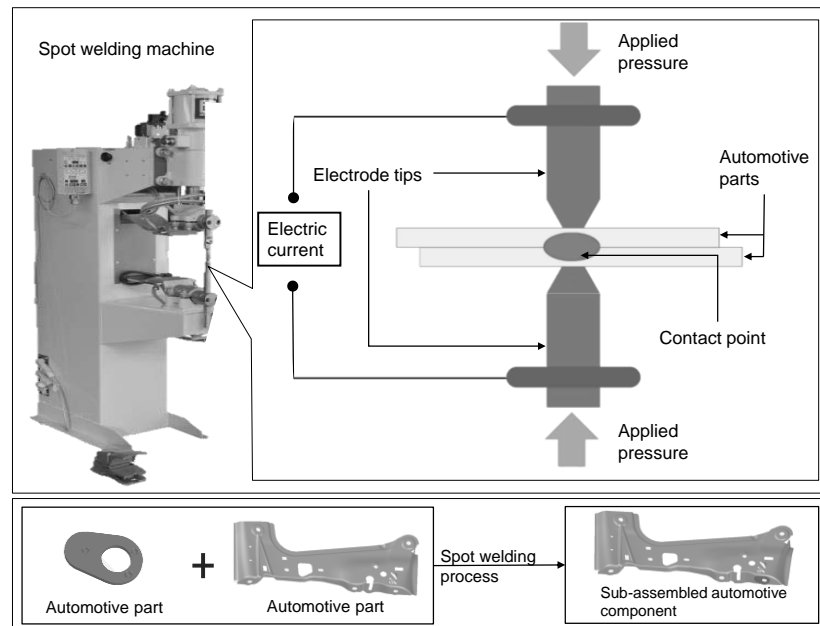 Spot welding machine
Applied
pressure
Electrode tips
Automotive
parts
Electric
current
Contact point
Applied
pressure
Automotive part
Automotive part
Spot welding
process
Sub-assembled automotive
component